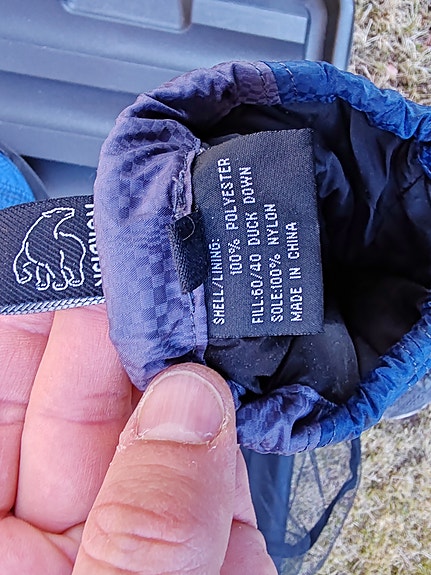 SHELL/LINING:
100% POLYESTER
FILL:60/40 DUCK DOWN
SOLE:100% NYLON
MADE IN CHINA